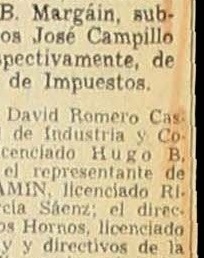 B. Margáin, sub-
os José Campillo
spectivamente, de
de Impuestos.
David Romero Cas-
de Industria y Co-
cenciado Hugo B.
el representante de
AMIN, licenciado Ri-
rcía Sáenz; el direc-
os Hornos, licenciado
y directivos de la